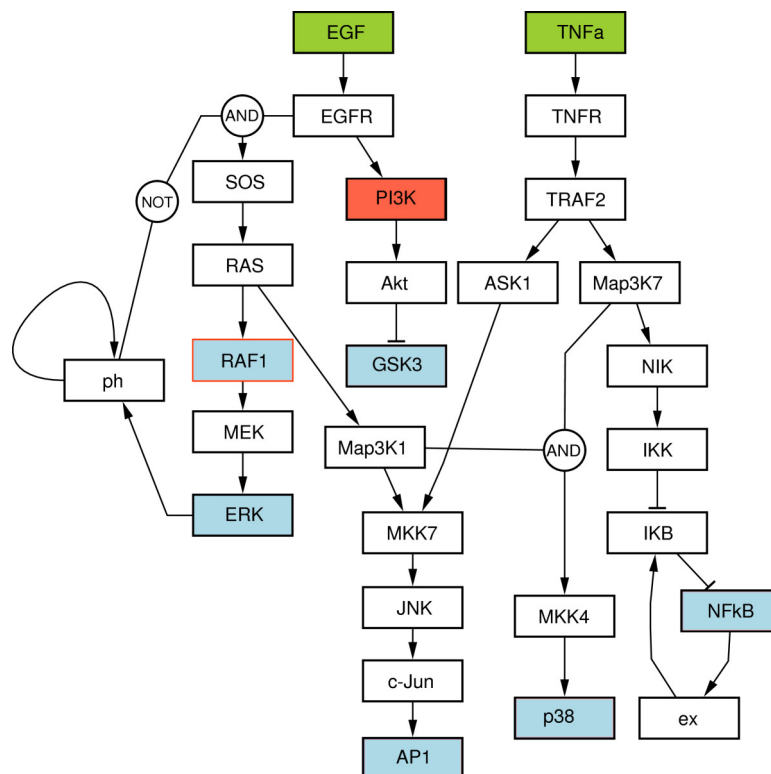 EGF
TNFa
AND
EGFR
TNFR
SOS
NOT
PI3K
TRAF2
RAS
Akt
ASK1
Map3K7
RAF1
GSK3
NIK
ph
MEK
Map3K1
AND
IKK
ERK
MKK7
IKB
JNK
MKK4
NFkB
c-Jun
p38
ex
AP1